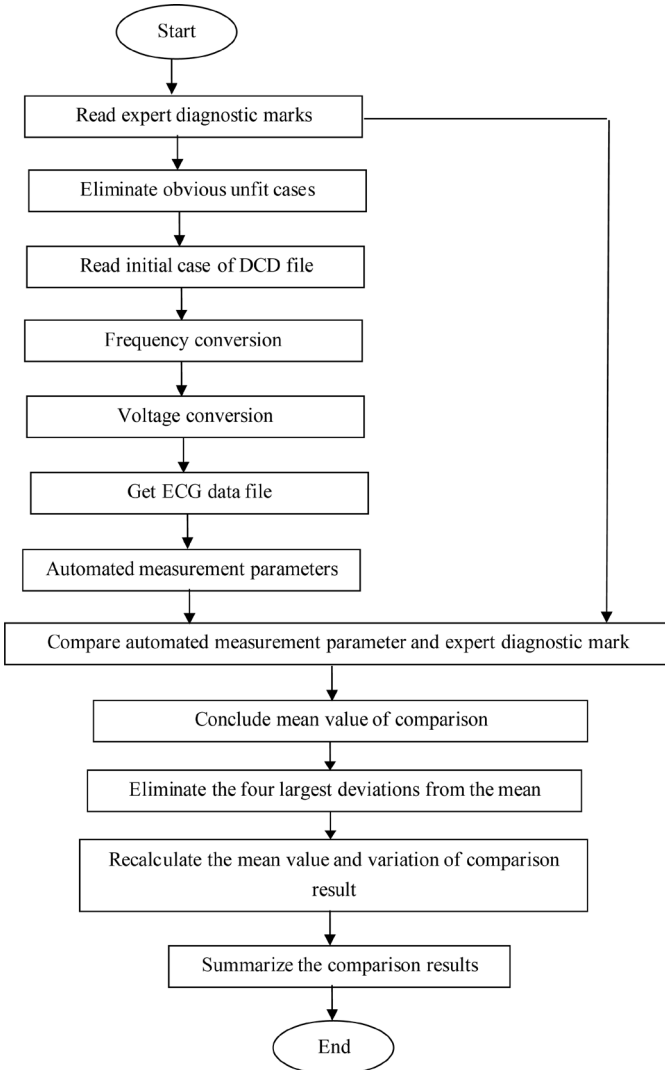 Start
Read expert diagnostic marks
Eliminate obvious unfit cases
Read initial case of DCD file
Frequency conversion
Voltage conversion
Get ECG data file
Automated measurement parameters
Compare automated measurement parameter and expert diagnostic mark
Conclude mean value of comparison
Eliminate the four largest deviations from the mean
Recalculate the mean value and variation of comparison
result
Summarize the comparison results
End